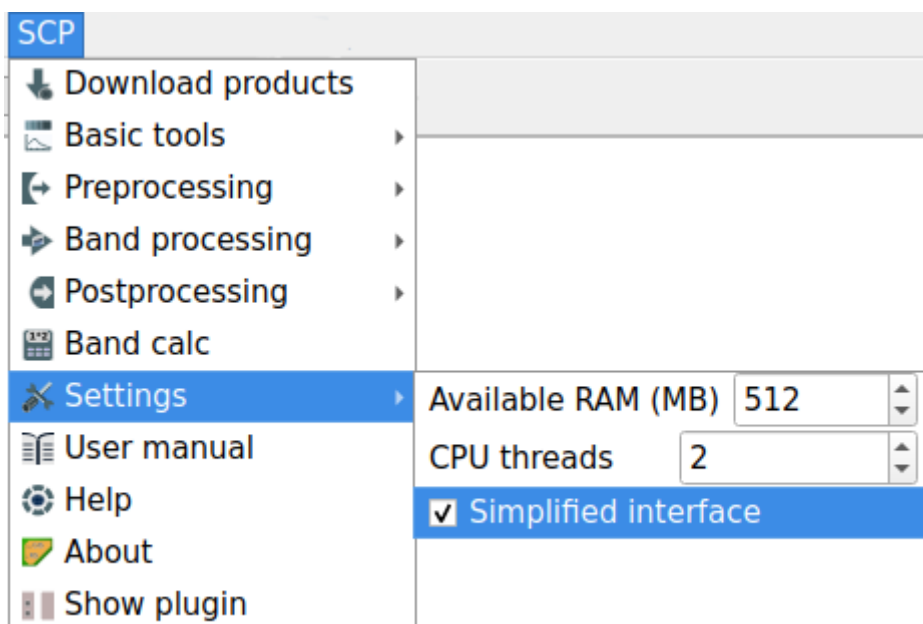 SCP
Download products
Basic tools
Preprocessing
Band processing
Postprocessing
Band calc
Settings
Available RAM (MB) 512
CPU threads 2
Simplified interface
User manual
Help
About
Show plugin